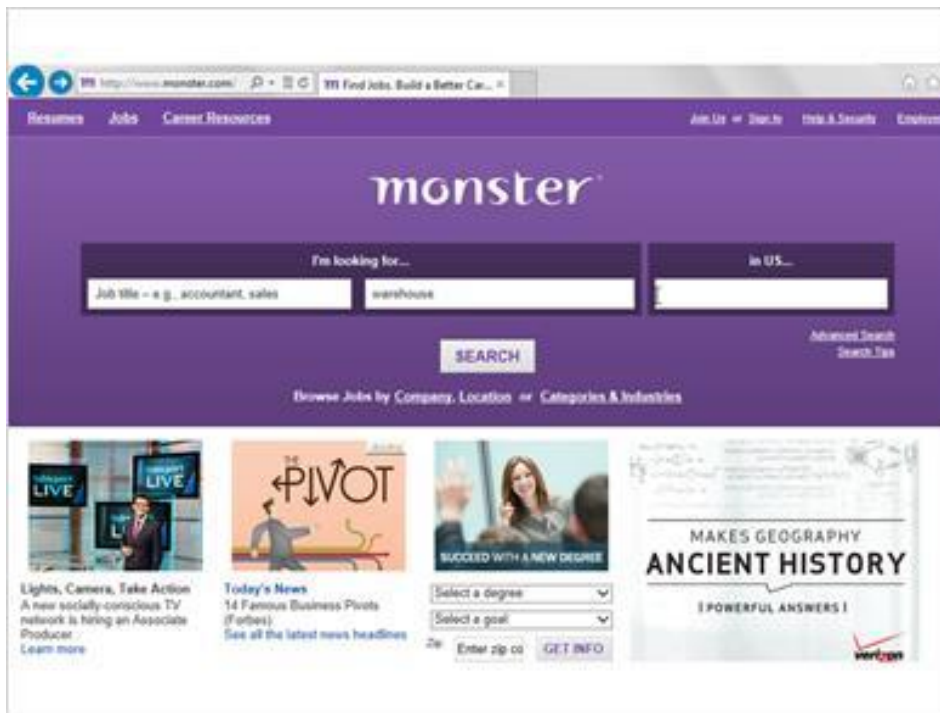 http://www.monster.com/
m Find Jobs. Build a Better Car... ×
Resumes Jobs Career Resources
Join Us or Sign In Help & Security Employe
monster
I'm looking for...
in US...
Job title – e.g., accountant, sales
warehouse
Advanced Search
Search Tips
SEARCH
Browse Jobs by Company, Location or Categories & Industries
LIVE
LIVE
THE
PIVOT
SUCCEED WITH A NEW DEGREE
MAKES GEOGRAPHY
ANCIENT HISTORY
POWERFUL ANSWERS
verizon
Lights, Camera, Take Action
A new socially-conscious TV
network is hiring an Associate
Producer
Learn more
Today's News
14 Famous Business Pivots
(Forbes)
See all the latest news headlines
Select a degree
Select a goal
Zip
Enter zip co
GET INFO